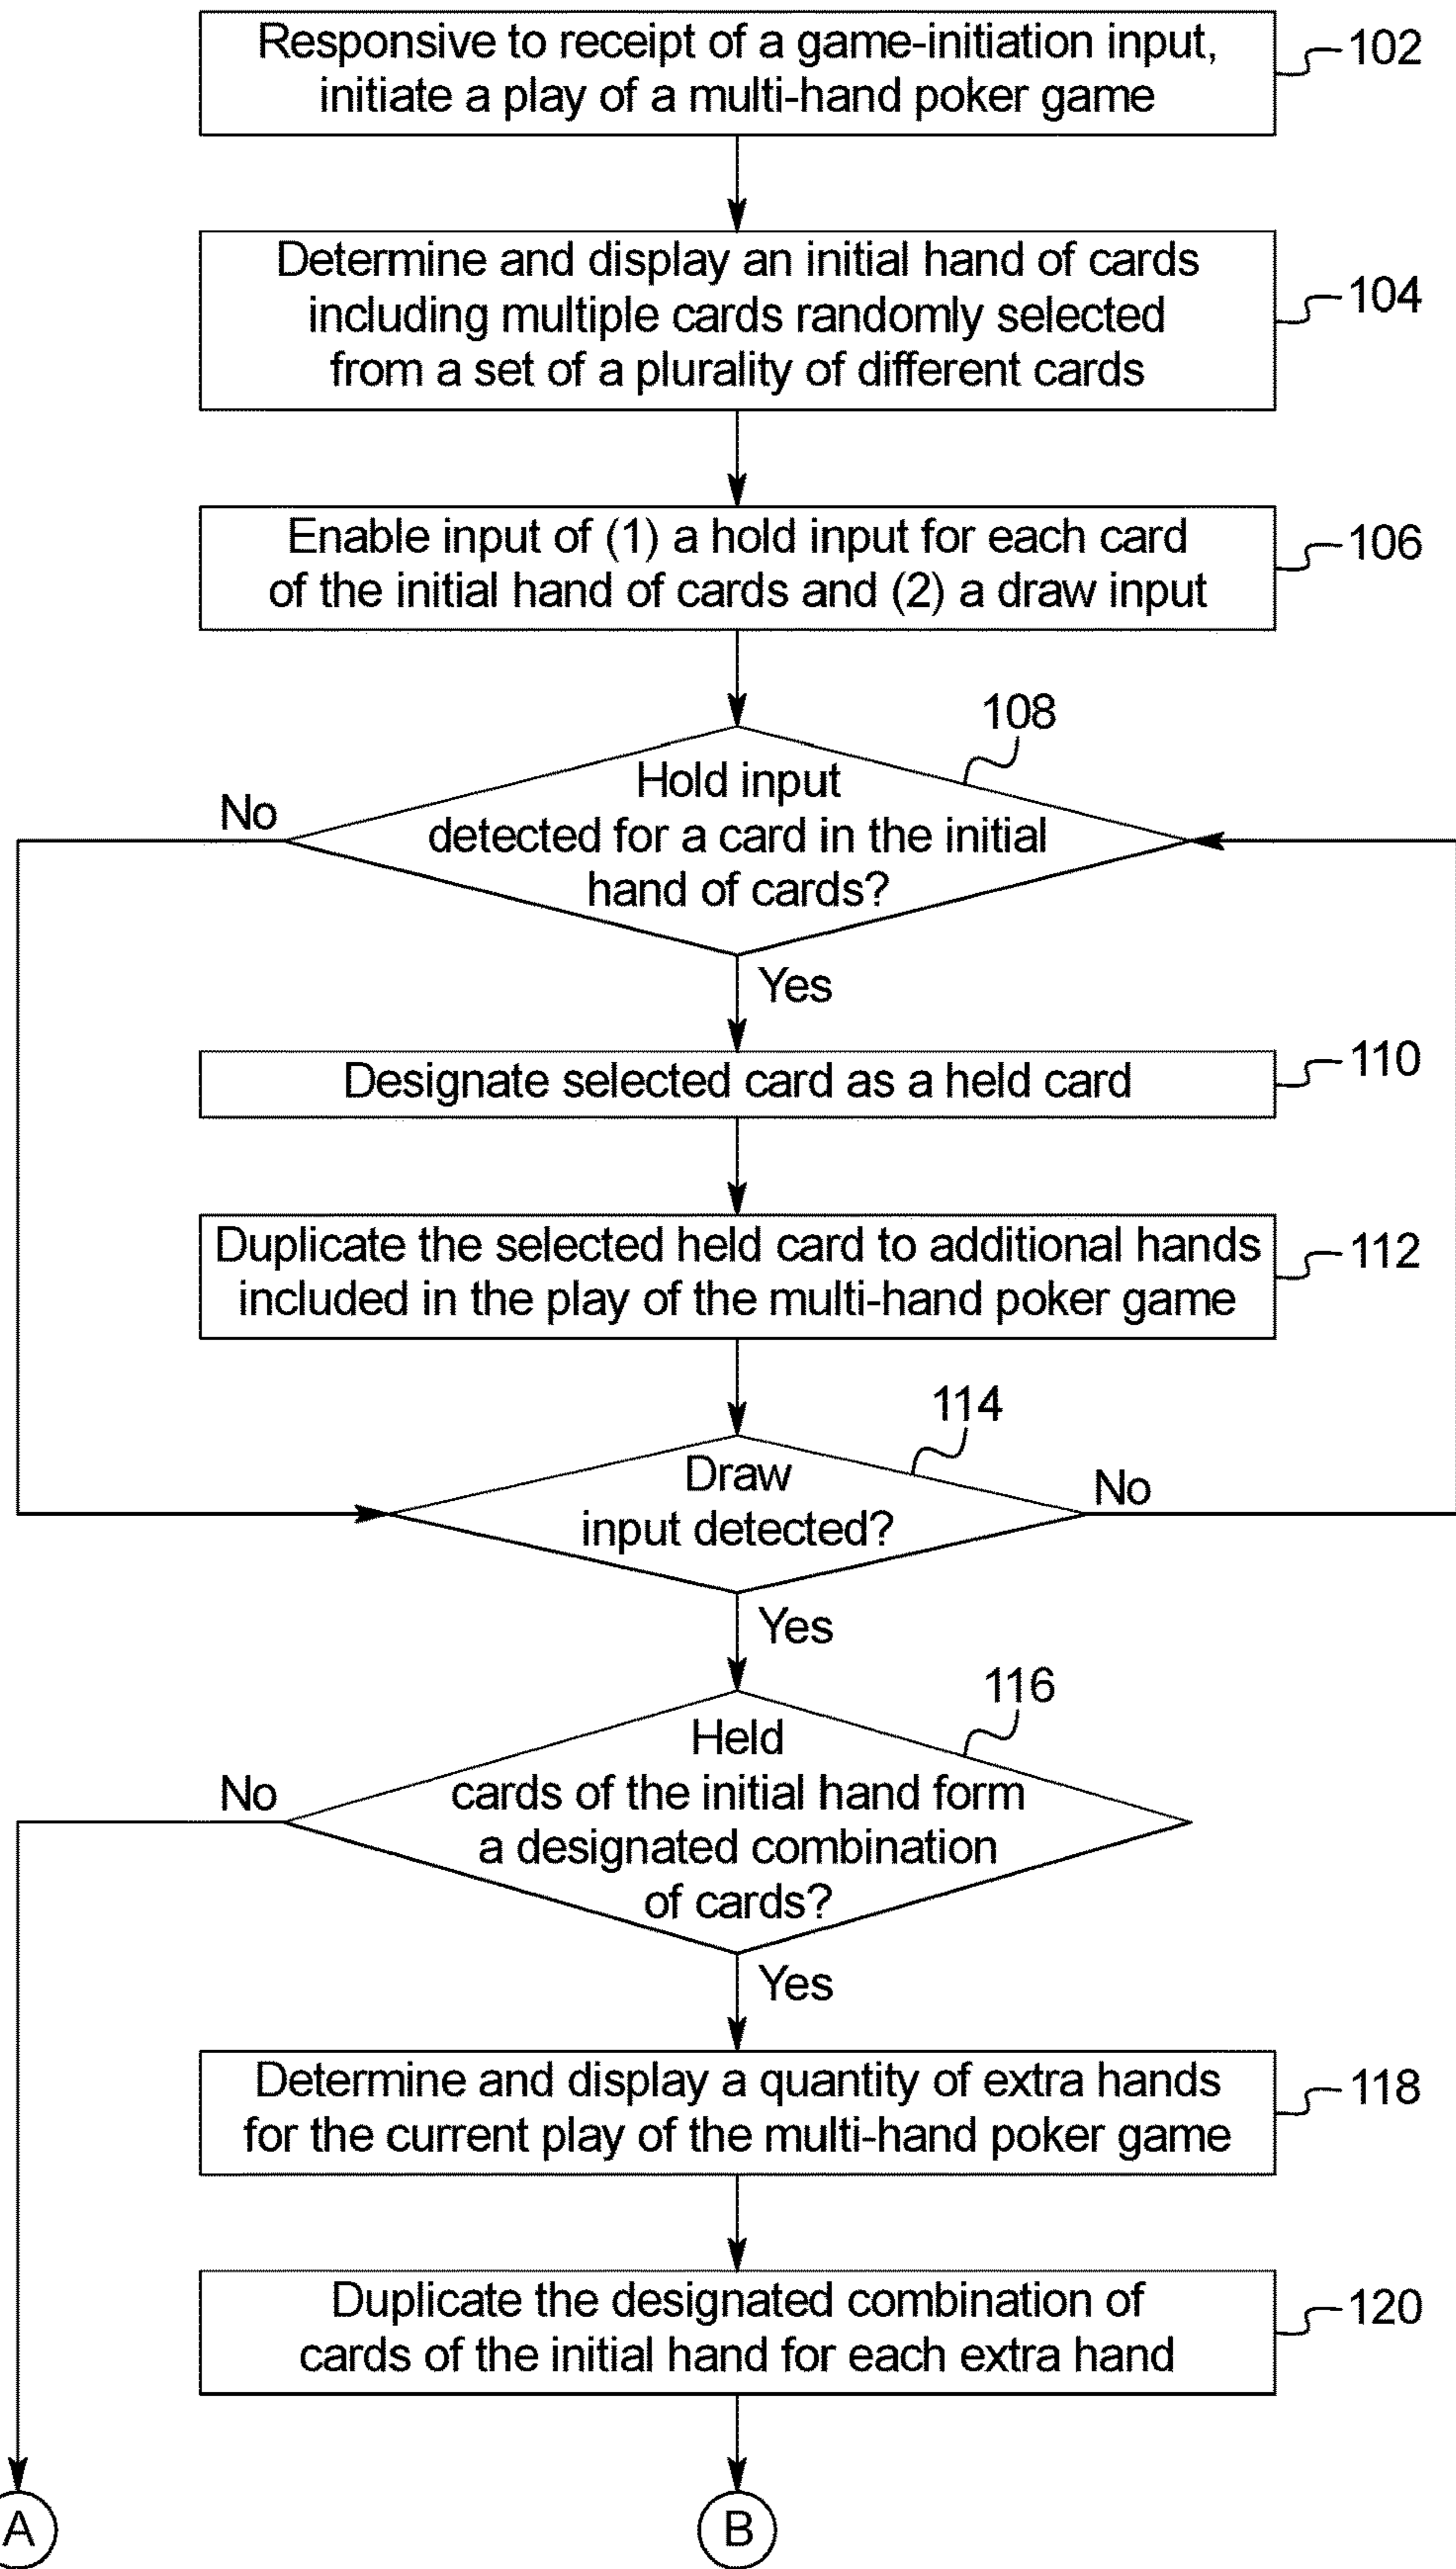 Responsive to receipt of a game-initiation input,
initiate a play of a multi-hand poker game
102
Determine and display an initial hand of cards
including multiple cards randomly selected
from a set of a plurality of different cards
104
Enable input of (1) a hold input for each card
of the initial hand of cards and (2) a draw input
106
108
Hold input
detected for a card in the initial
hand of cards?
No
Yes
Designate selected card as a held card
110
Duplicate the selected held card to additional hands
included in the play of the multi-hand poker game
112
114
Draw
input detected?
No
Yes
116
Held
cards of the initial hand form
a designated combination
of cards?
No
Yes
Determine and display a quantity of extra hands
for the current play of the multi-hand poker game
118
Duplicate the designated combination of
cards of the initial hand for each extra hand
120
A
B